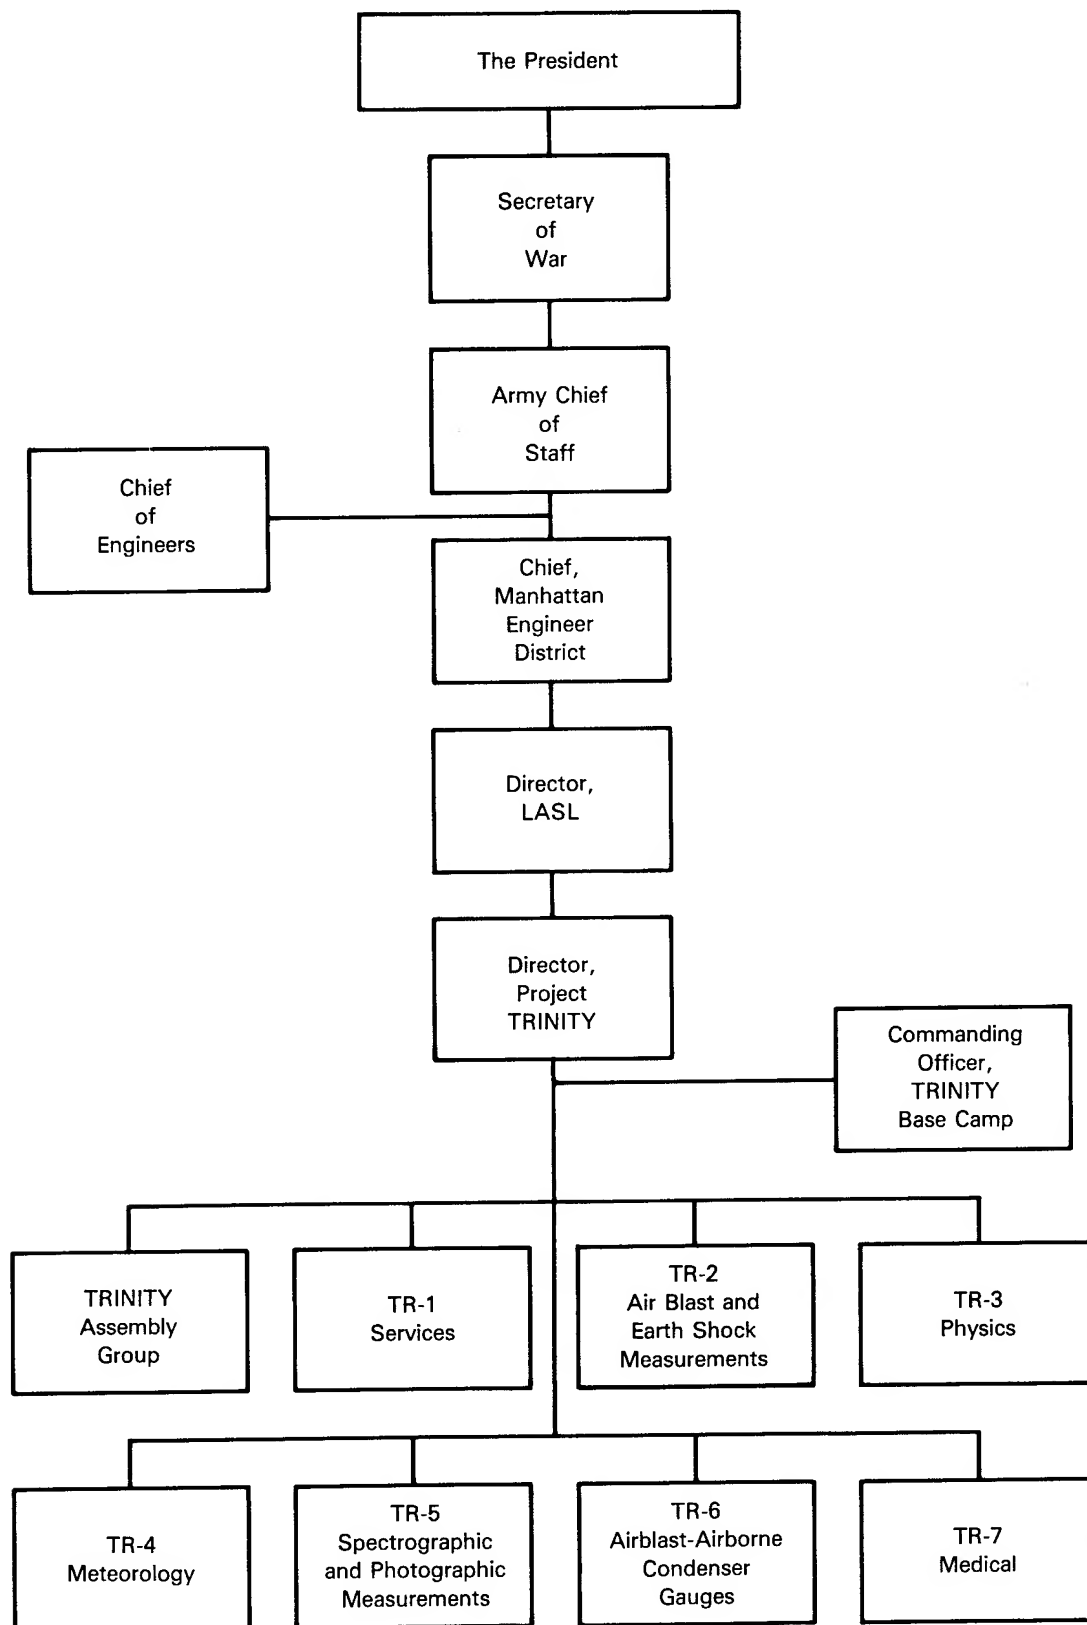 The President
Secretary
of
War
Army Chief
of
Staff
Chief
of
Engineers
Chief,
Manhattan
Engineer
District
Director,
LASL
Director,
Project
TRINITY
Commanding
Officer,
TRINITY
Base Camp
TRINITY
Assembly
Group
TR-1
Services
TR-2
Air Blast and
Earth Shock
Measurements
TR-3
Physics
TR-4
Meteorology
TR-5
Spectrographic
and Photographic
Measurements
TR-6
Airblast-Airborne
Condenser
Gauges
TR-7
Medical